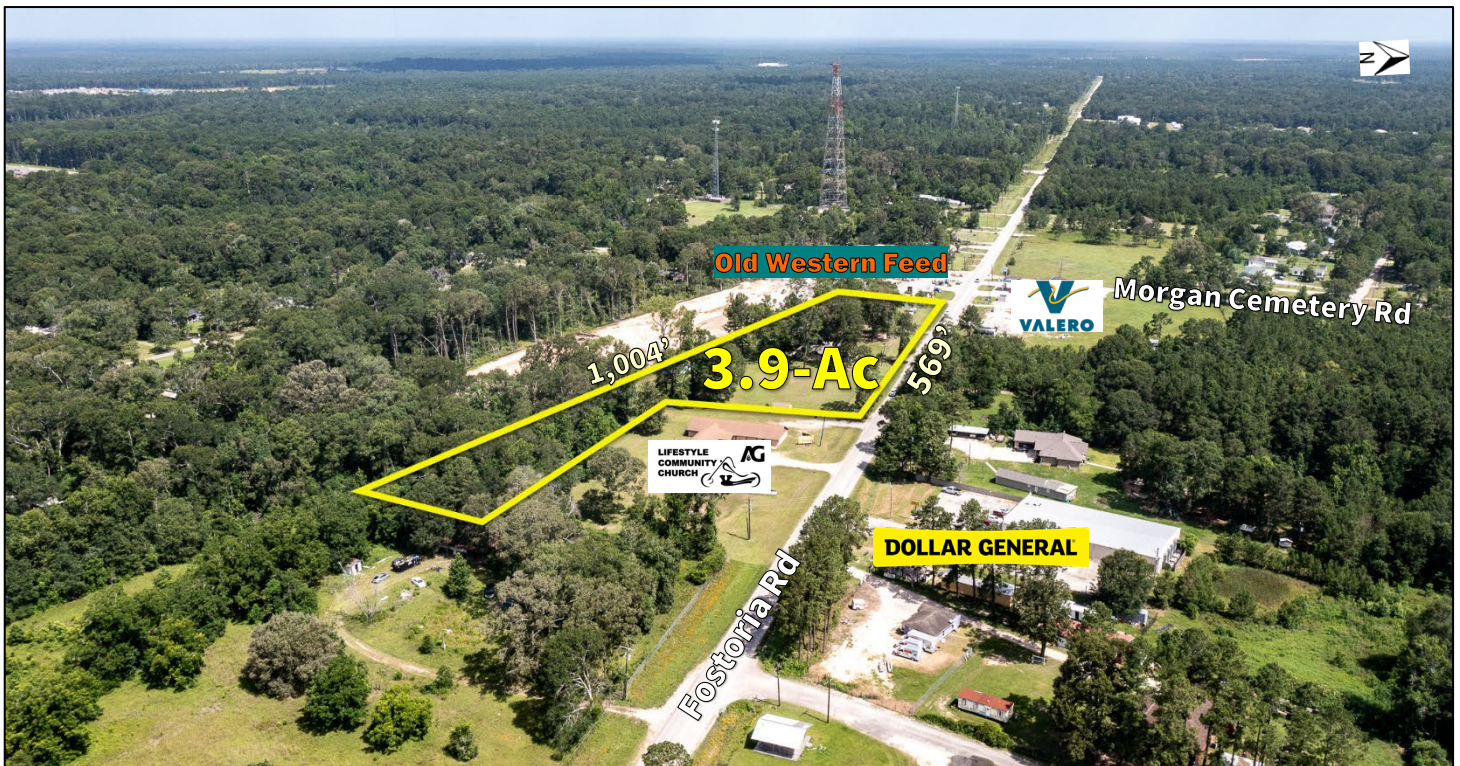 N
Old Western Feed
VALERO
Morgan Cemetery Rd
1,004'
3.9-Ac
569'
LIFESTYLE
COMMUNITY
CHURCH
AG
DOLLAR GENERAL
Fostoria Rd